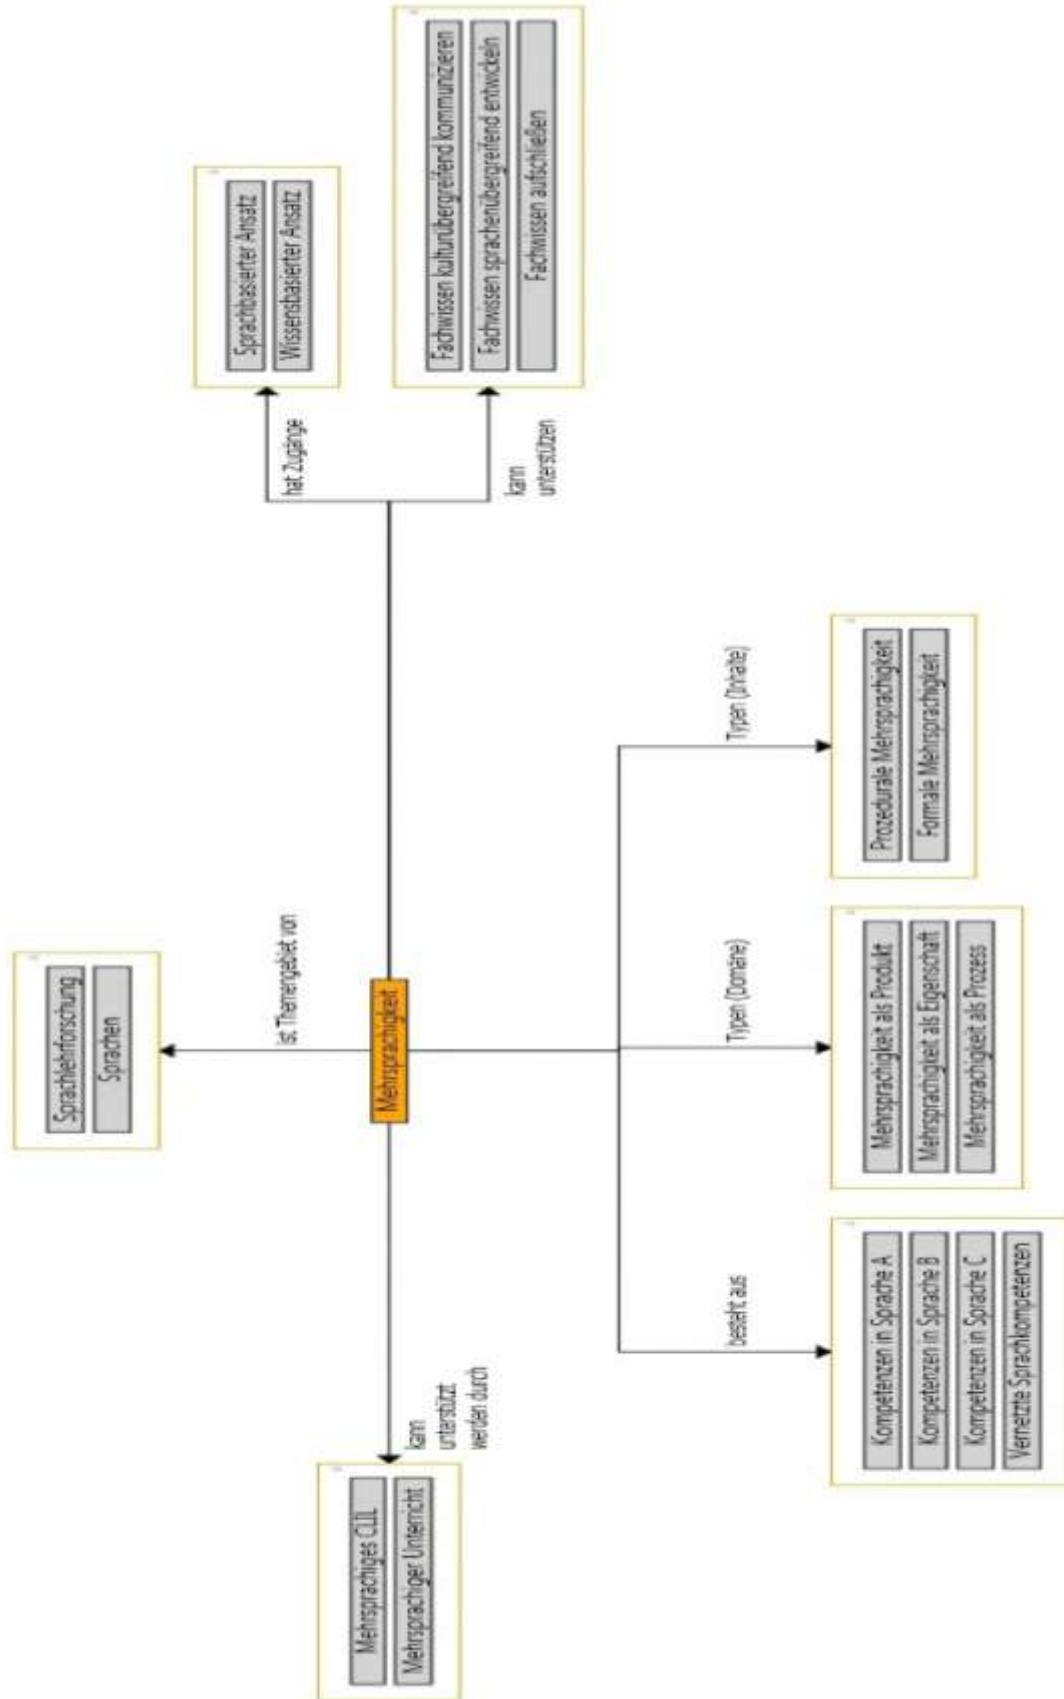 Sprachlehrforschung
Sprachen
ist Themengebiet von
Mehrsprachiges CLIL
Mehrsprachiger Unterricht
kann
unterstützt
werden durch
Mehrsprachigkeit
hat Zugänge
Sprachbasierter Ansatz
Wissensbasierter Ansatz
kann
unterstützen
Fachwissen kulturübergreifend kommunizieren
Fachwissen sprachenübergreifend entwickeln
Fachwissen aufschließen
besteht aus
Typen (Domäne)
Typen (Inhalte)
Kompetenzen in Sprache A
Kompetenzen in Sprache B
Kompetenzen in Sprache C
Vernetzte Sprachkompetenzen
Mehrsprachigkeit als Produkt
Mehrsprachigkeit als Eigenschaft
Mehrsprachigkeit als Prozess
Prozedurale Mehrsprachigkeit
Formale Mehrsprachigkeit